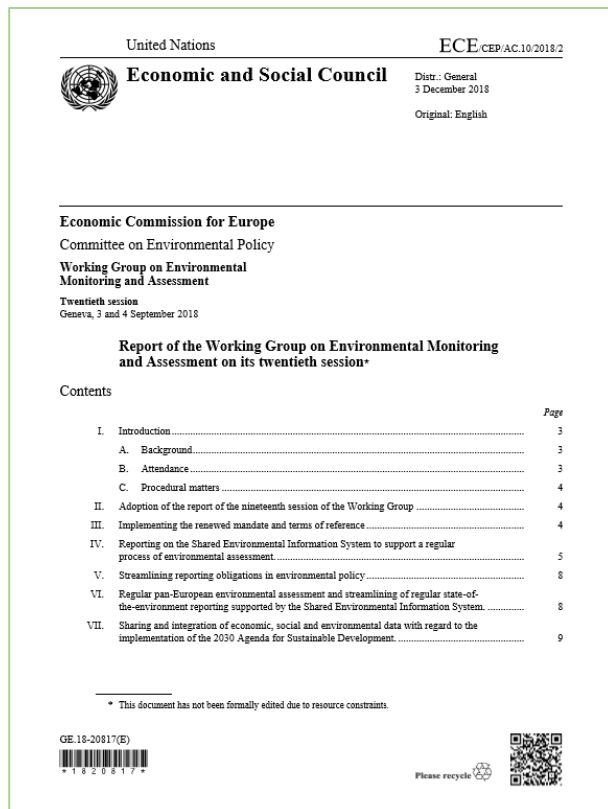 United Nations
ECE/CEP/AC.10/2018/2
Economic and Social Council
Distr.: General
3 December 2018
Original: English
Economic Commission for Europe
Committee on Environmental Policy
Working Group on Environmental
Monitoring and Assessment
Twentieth session
Geneva, 3 and 4 September 2018
Report of the Working Group on Environmental Monitoring
and Assessment on its twentieth session*
Contents
Page
I. Introduction 3
A. Background 3
B. Attendance 3
C. Procedural matters 4
II. Adoption of the report of the nineteenth session of the Working Group 4
III. Implementing the renewed mandate and terms of reference 4
IV. Reporting on the Shared Environmental Information System to support a regular
process of environmental assessment. 5
V. Streamlining reporting obligations in environmental policy 8
VI. Regular pan-European environmental assessment and streamlining of regular state-of-
the-environment reporting supported by the Shared Environmental Information System. 8
VII. Sharing and integration of economic, social and environmental data with regard to the
implementation of the 2030 Agenda for Sustainable Development. 9
* This document has not been formally edited due to resource constraints.
GE.18-20817(E)
*1820817*
Please recycle